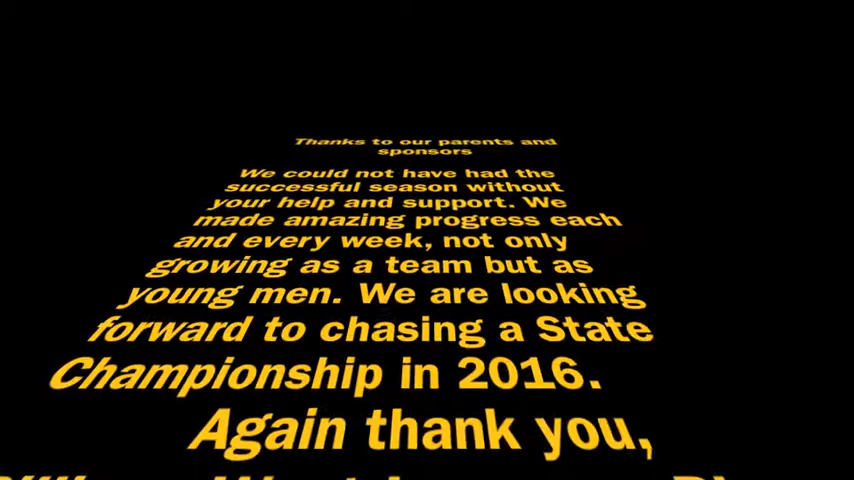 Thanks to our parents and
sponsors
We could not have had the
successful season without
your help and support. We
made amazing progress each
and every week, not only
growing as a team but as
young men. We are looking
forward to chasing a State
Championship in 2016.
Again thank you,